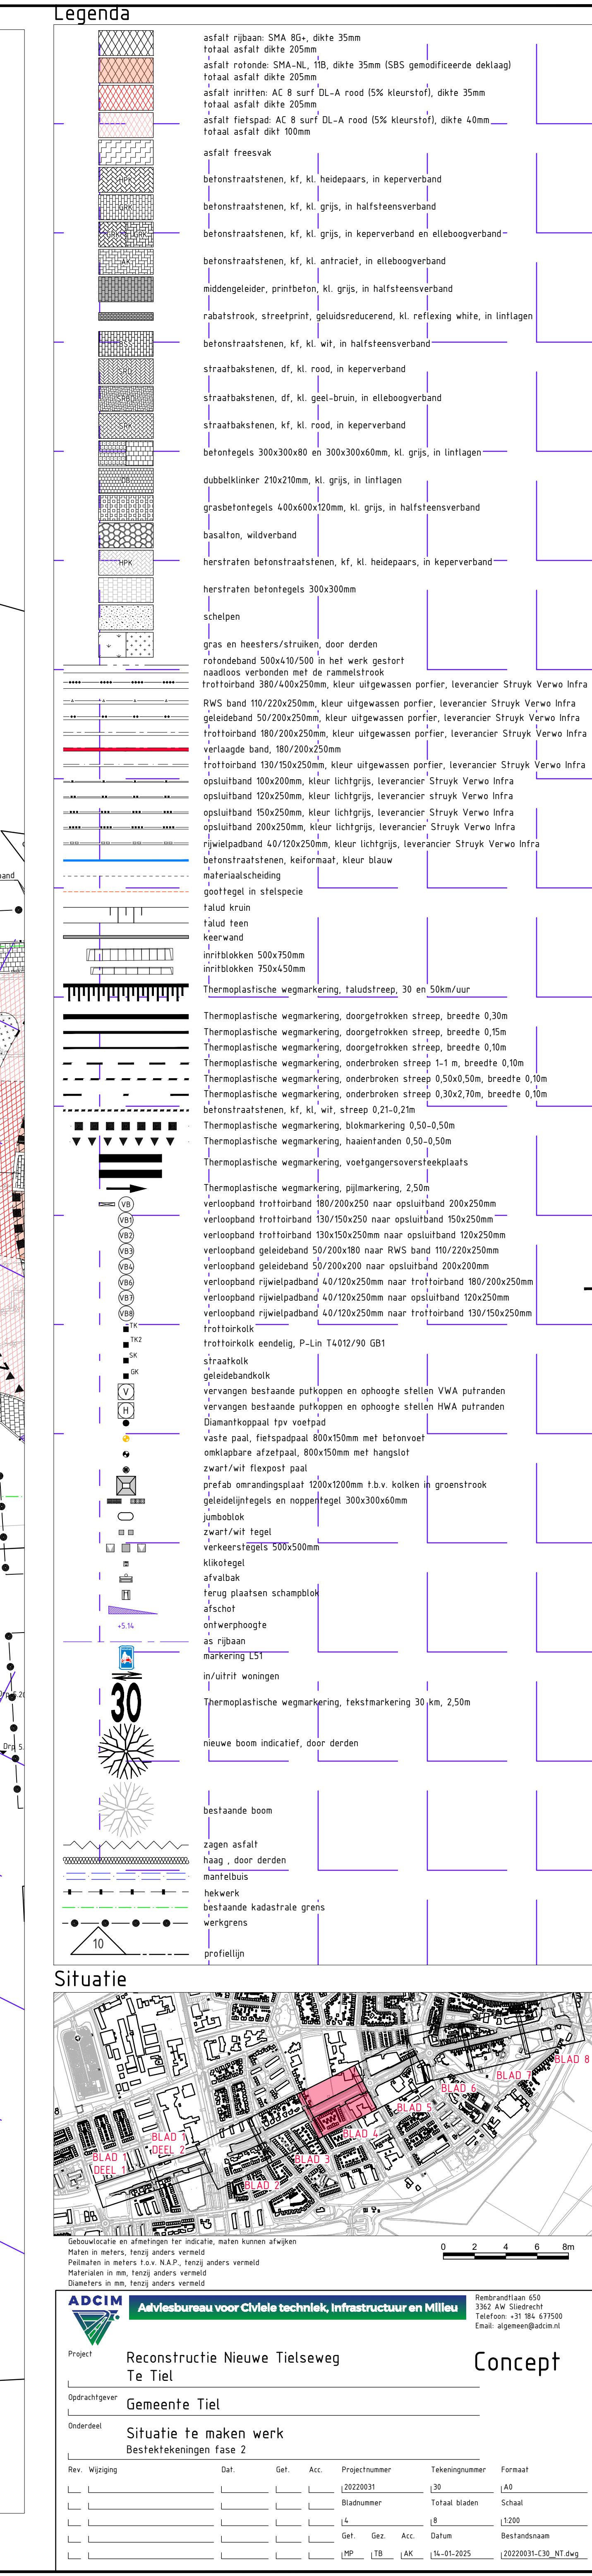 Legenda
asfalt rijbaan: SMA 8G+, dikte 35mm
totaal asfalt dikte 205mm
asfalt rotonde: SMA-NL, 11B, dikte 35mm (SBS gemodificeerde deklaag)
totaal asfalt dikte 205mm
asfalt inritten: AC 8 surf DL-A rood (5% kleurstof), dikte 35mm
totaal asfalt dikte 205mm
asfalt fietspad: AC 8 surf DL-A rood (5% kleurstof), dikte 40mm
totaal asfalt dikt 100mm
asfalt freesvak
betonstraatstenen, kf, kl. heidepaars, in keperverband
betonstraatstenen, kf, kl. grijs, in halfsteensverband
betonstraatstenen, kf, kl. grijs, in keperverband en elleboogverband
betonstraatstenen, kf, kl. antraciet, in elleboogverband
middengeleider, printbeton, kl. grijs, in halfsteensverband
rabatstrook, streetprint, geluidsreducerend, kl. reflexing white, in lintlagen
betonstraatstenen, kf, kl. wit, in halfsteensverband
straatbakstenen, df, kl. rood, in keperverband
straatbakstenen, df, kl. geel-bruin, in elleboogverband
straatbakstenen, kf, kl. rood, in keperverband
betontegels 300x300x80 en 300x300x60mm, kl. grijs, in lintlagen
dubbelklinker 210x210mm, kl. grijs, in lintlagen
grasbetontegels 400x600x120mm, kl. grijs, in halfsteensverband
basalton, wildverband
HPK herstraten betonstraatstenen, kf, kl. heidepaars, in keperverband
herstraten betontegels 300x300mm
schelpen
gras en heesters/struiken, door derden
rotondeband 500x410/500 in het werk gestort
naadloos verbonden met de rammelstrook
trottoirband 380/400x250mm, kleur uitgewassen porfier, leverancier Struyk Verwo Infra
RWS band 110/220x250mm, kleur uitgewassen porfier, leverancier Struyk Verwo Infra
geleideband 50/200x250mm, kleur uitgewassen porfier, leverancier Struyk Verwo Infra
trottoirband 180/200x250mm, kleur uitgewassen porfier, leverancier Struyk Verwo Infra
verlaagde band, 180/200x250mm
trottoirband 130/150x250mm, kleur uitgewassen porfier, leverancier Struyk Verwo Infra
opsluitband 100x200mm, kleur lichtgrijs, leverancier Struyk Verwo Infra
opsluitband 120x250mm, kleur lichtgrijs, leverancier Struyk Verwo Infra
opsluitband 150x250mm, kleur lichtgrijs, leverancier Struyk Verwo Infra
opsluitband 200x250mm, kleur lichtgrijs, leverancier Struyk Verwo Infra
rijwielpadband 40/120x250mm, kleur lichtgrijs, leverancier Struyk Verwo Infra
betonstraatstenen, keiformaat, kleur blauw
materiaalscheiding
goottegel in stelspecie
talud kruin
talud teen
keerwand
inritblokken 500x750mm
inritblokken 750x450mm
Thermoplastische wegmarkering, taludstreep, 30 en 50km/uur
Thermoplastische wegmarkering, doorgetrokken streep, breedte 0,30m
Thermoplastische wegmarkering, doorgetrokken streep, breedte 0,15m
Thermoplastische wegmarkering, doorgetrokken streep, breedte 0,10m
Thermoplastische wegmarkering, onderbroken streep 1-1 m, breedte 0,10m
Thermoplastische wegmarkering, onderbroken streep 0,50x0,50m, breedte 0,10m
Thermoplastische wegmarkering, onderbroken streep 0,30x2,70m, breedte 0,10m
betonstraatstenen, kf, kl, wit, streep 0,21-0,21m
Thermoplastische wegmarkering, blokmarkering 0,50-0,50m
Thermoplastische wegmarkering, haaientanden 0,50-0,50m
Thermoplastische wegmarkering, voetgangersoversteekplaats
Thermoplastische wegmarkering, pijlmarkering, 2,50m
VB verloopband trottoirband 180/200x250 naar opsluitband 200x250mm
VB1 verloopband trottoirband 130/150x250 naar opsluitband 150x250mm
VB2 verloopband trottoirband 130x150x250mm naar opsluitband 120x250mm
VB3 verloopband geleideband 50/200x180 naar RWS band 110/220x250mm
VB4 verloopband geleideband 50/200x200 naar opsluitband 200x200mm
VB6 verloopband rijwielpadband 40/120x250mm naar trottoirband 180/200x250mm
VB7 verloopband rijwielpadband 40/120x250mm naar opsluitband 120x250mm
VB8 verloopband rijwielpadband 40/120x250mm naar trottoirband 130/150x250mm
TK trottoirkolk
TK2 trottoirkolk eendelig, P-Lin T4012/90 GB1
SK straatkolk
GK geleidebandkolk
V vervangen bestaande putkoppen en ophoogte stellen VWA putranden
H vervangen bestaande putkoppen en ophoogte stellen HWA putranden
Diamantkoppaal tpv voetpad
vaste paal, fietspadpaal 800x150mm met betonvoet
omklapbare afzetpaal, 800x150mm met hangslot
zwart/wit flexpost paal
prefab omrandingsplaat 1200x1200mm t.b.v. kolken in groenstrook
geleidelijntegels en noppentegel 300x300x60mm
jumboblok
zwart/wit tegel
verkeerstegels 500x500mm
klikotegel
afvalbak
terug plaatsen schampblok
afschot
+5.14 ontwerphoogte
as rijbaan
markering L51
in/uitrit woningen
30 Thermoplastische wegmarkering, tekstmarkering 30 km, 2,50m
nieuwe boom indicatief, door derden
bestaande boom
zagen asfalt
haag , door derden
mantelbuis
hekwerk
bestaande kadastrale grens
werkgrens
10 profiellijn
Situatie
BLAD 8
BLAD 7
BLAD 6
BLAD 5
BLAD 4
BLAD 1
DEEL 2
BLAD 3
BLAD 1
DEEL 1
BLAD 2
Gebouwlocatie en afmetingen ter indicatie, maten kunnen afwijken
Maten in meters, tenzij anders vermeld
Peilmaten in meters t.o.v. N.A.P., tenzij anders vermeld
Materialen in mm, tenzij anders vermeld
Diameters in mm, tenzij anders vermeld
0 2 4 6 8m
ADCIM
Adviesbureau voor Civiele techniek, Infrastructuur en Milieu
Rembrandtlaan 650
3362 AW Sliedrecht
Telefoon: +31 184 677500
Email: algemeen@adcim.nl
Project Reconstructie Nieuwe Tielseweg
Te Tiel
Concept
Opdrachtgever Gemeente Tiel
Onderdeel Situatie te maken werk
Bestektekeningen fase 2
Rev. Wijziging Dat. Get. Acc. Projectnummer Tekeningnummer Formaat
20220031 30 A0
Bladnummer Totaal bladen Schaal
4 8 1:200
Get. Gez. Acc. Datum Bestandsnaam
MP TB AK 14-01-2025 20220031-C30_NT.dwg